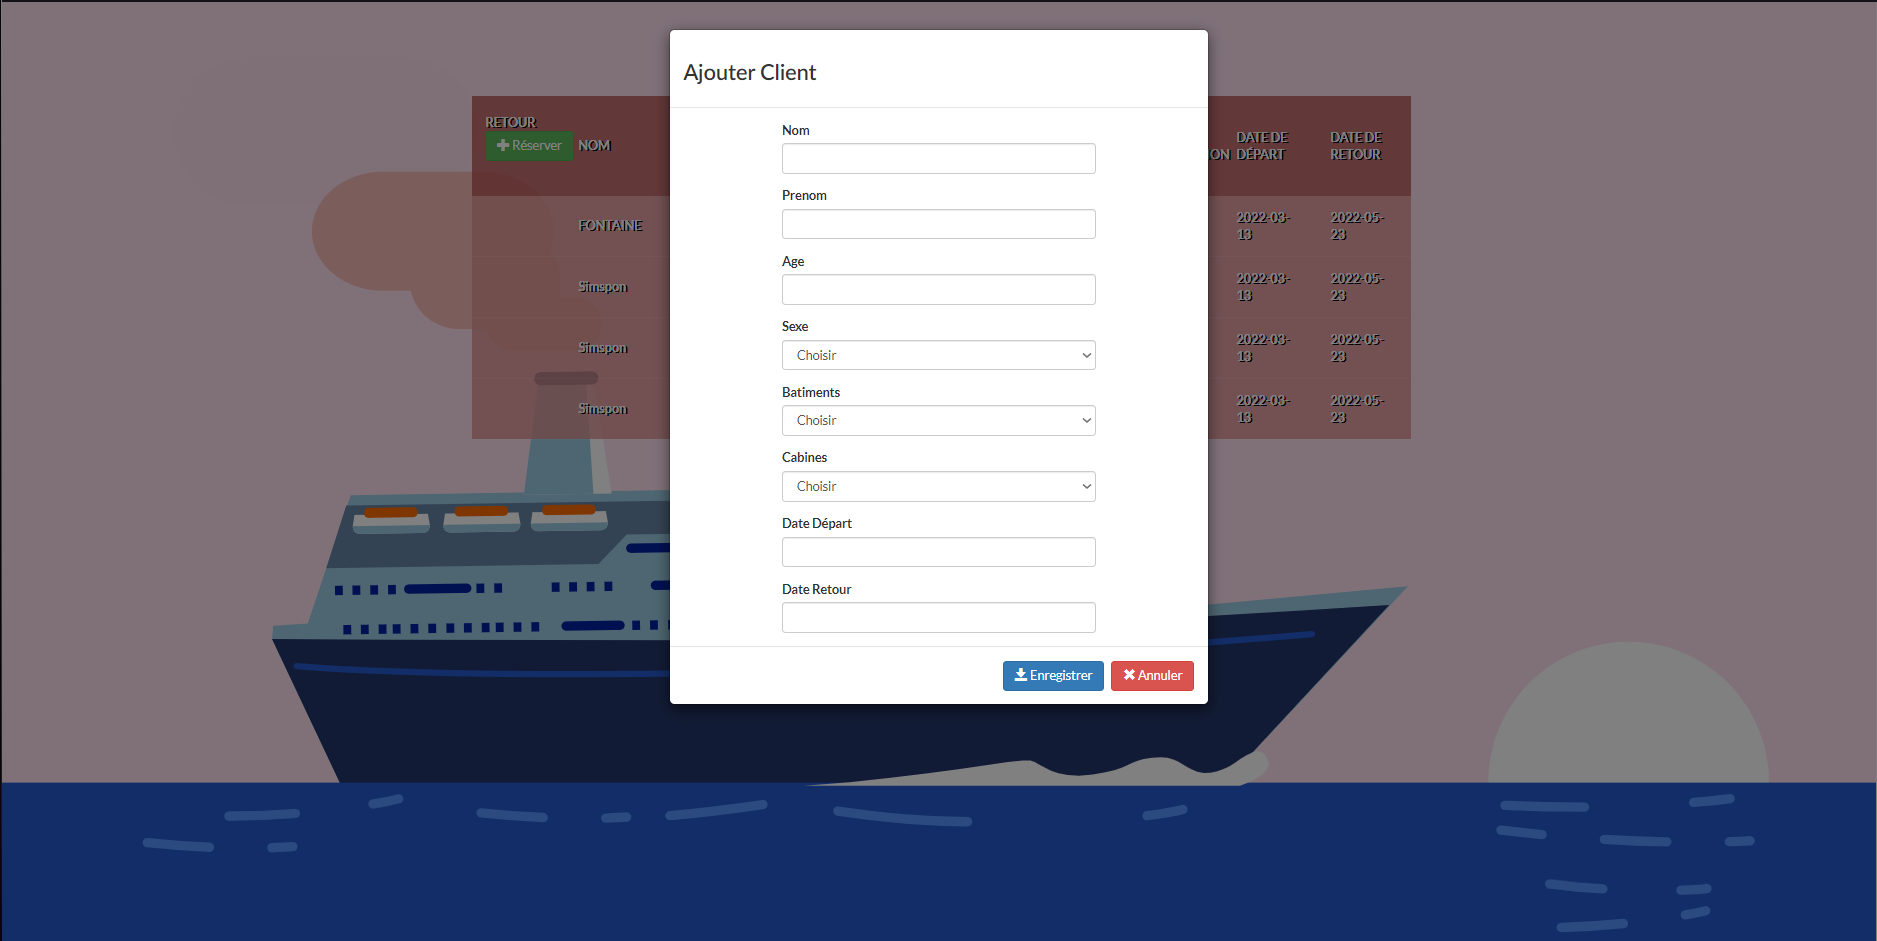 Ajouter Client
Nom
Prenom
Age
Sexe
Choisir
Batiments
Choisir
Cabines
Choisir
Date Départ
Date Retour
Enregistrer
Annuler
RETOUR
Réserver
NOM
ION
DATE DE
DÉPART
DATE DE
RETOUR
FONTAINE
2022-03-
13
2022-05-
23
Simspon
2022-03-
13
2022-05-
23
Simspon
2022-03-
13
2022-05-
23
Simspon
2022-03-
13
2022-05-
23